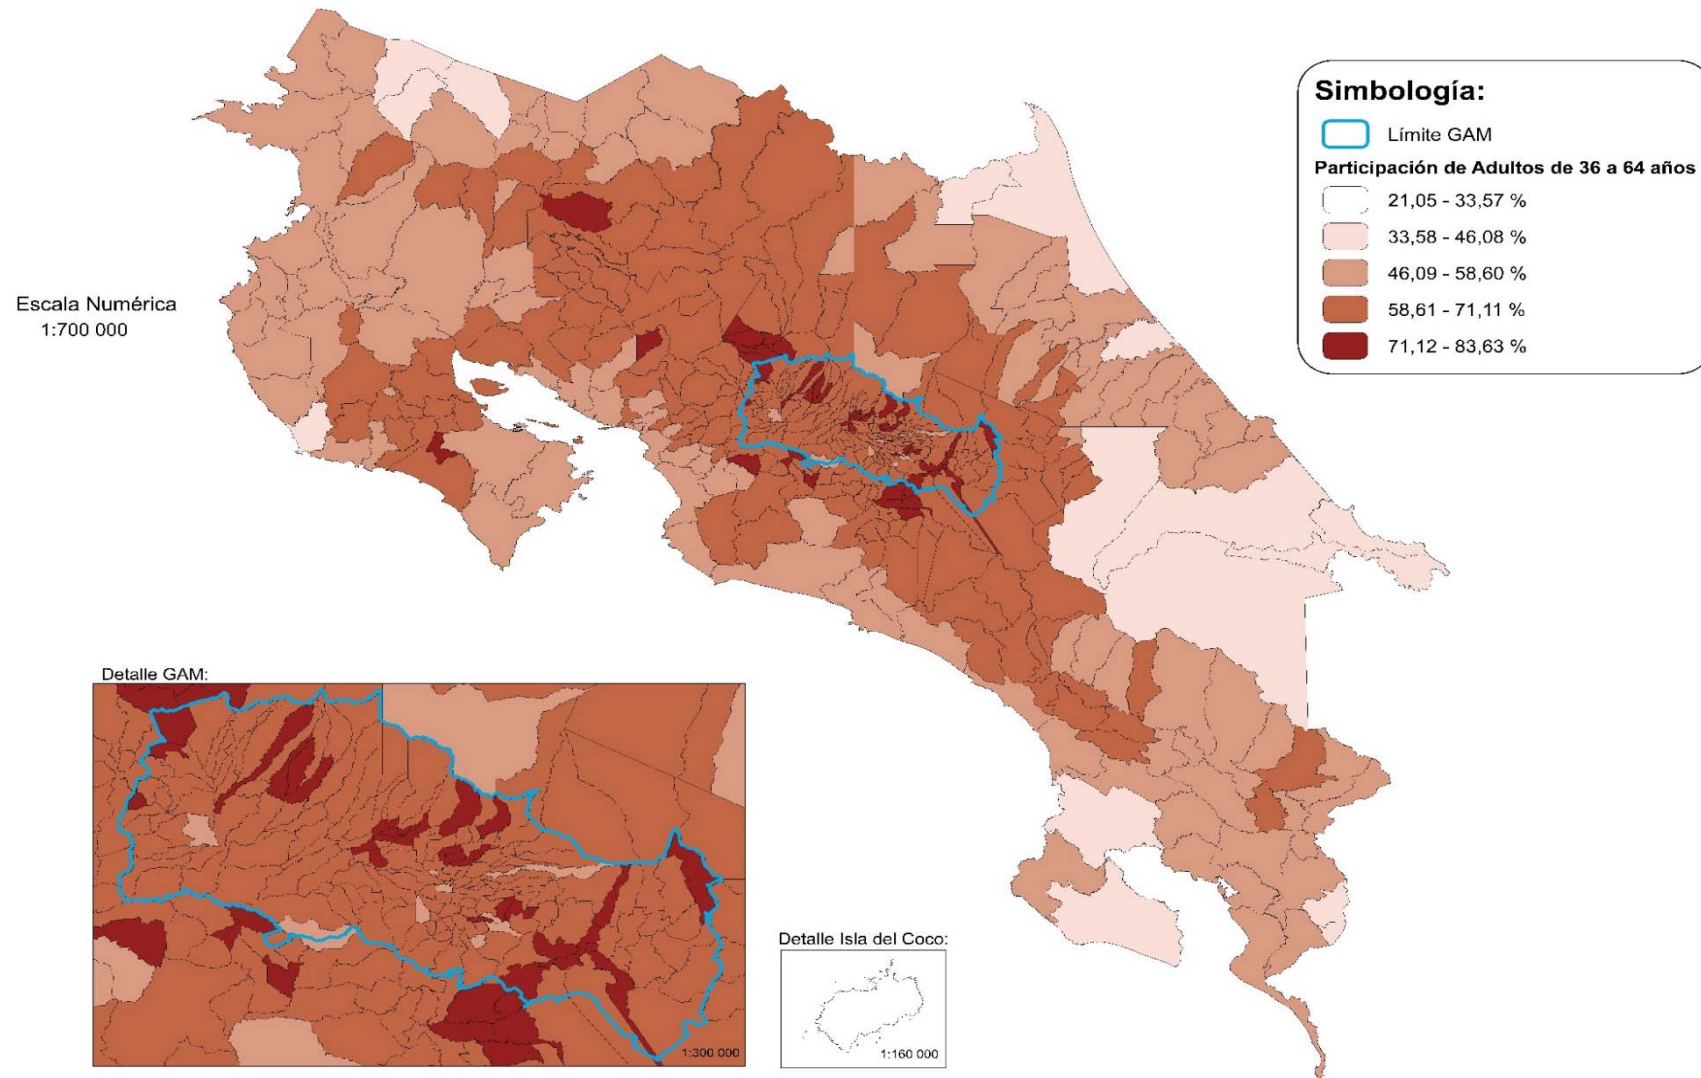 Simbología:
Límite GAM
Participación de Adultos de 36 a 64 años
21,05 - 33,57 %
33,58 - 46,08 %
46,09 - 58,60 %
58,61 - 71,11 %
71,12 - 83,63 %
Escala Numérica
1:700 000
Detalle GAM:
1:300 000
Detalle Isla del Coco:
1:160 000